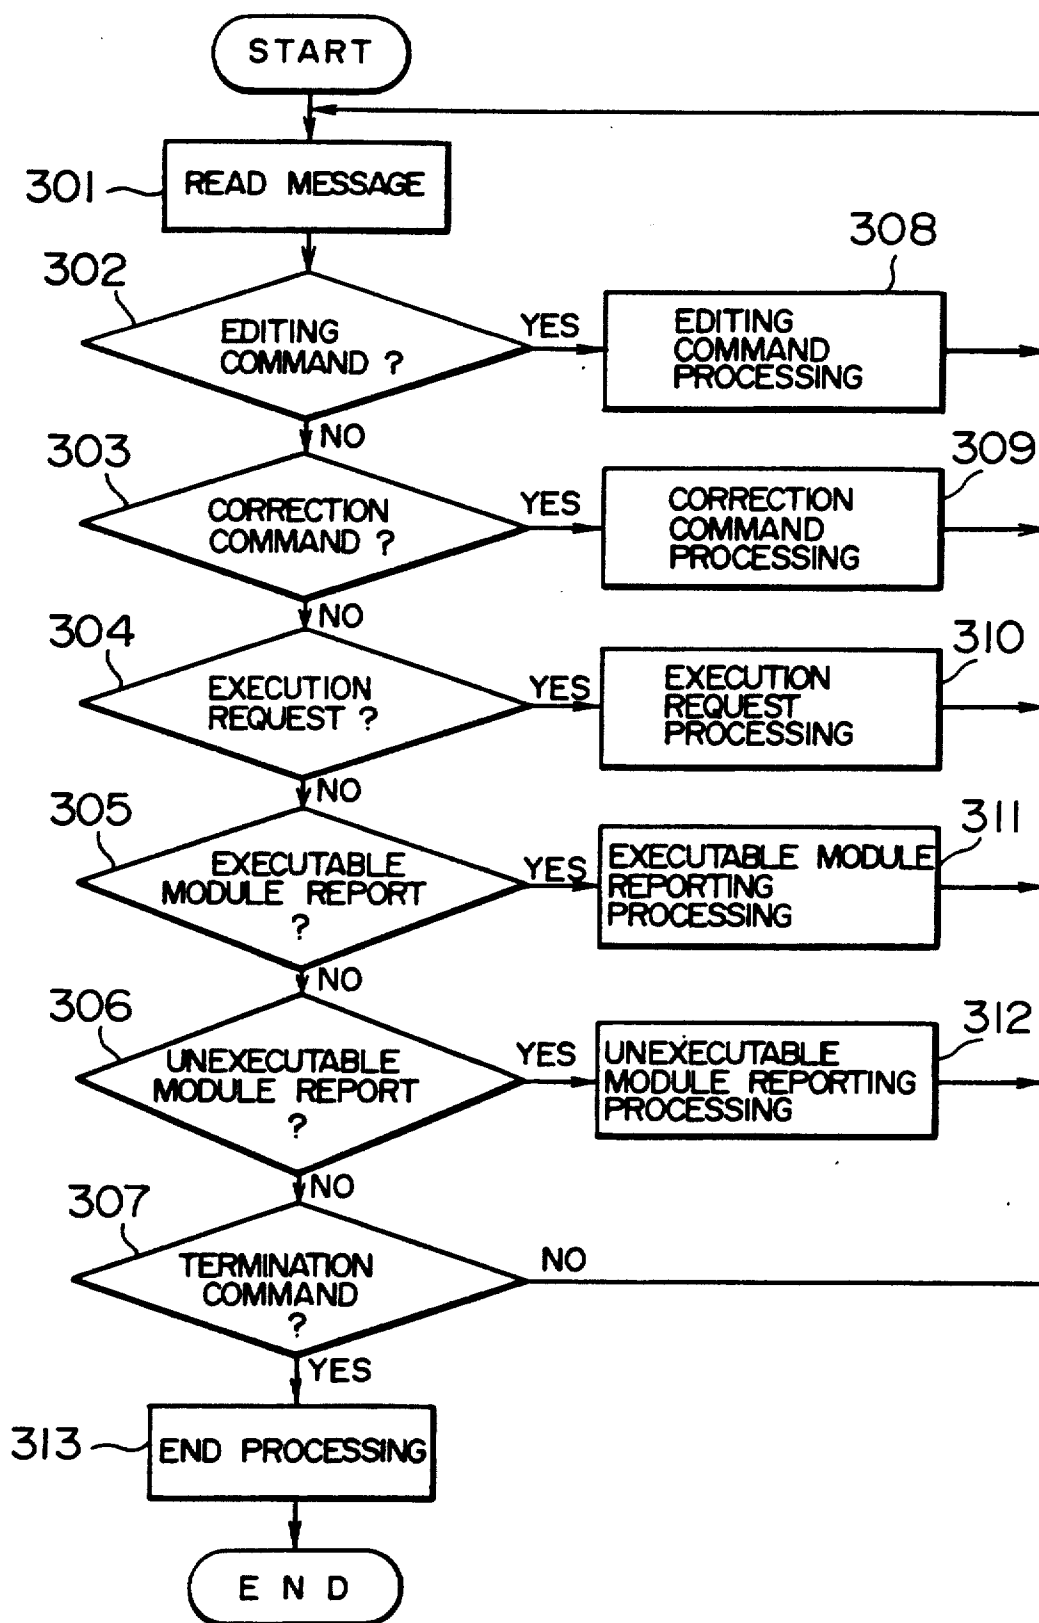 START
301
READ MESSAGE
308
302
EDITING
COMMAND ?
YES
EDITING
COMMAND
PROCESSING
NO
303
309
CORRECTION
COMMAND ?
YES
CORRECTION
COMMAND
PROCESSING
NO
304
310
EXECUTION
REQUEST ?
YES
EXECUTION
REQUEST
PROCESSING
NO
305
311
EXECUTABLE
MODULE REPORT
?
YES
EXECUTABLE MODULE
REPORTING
PROCESSING
NO
306
312
UNEXECUTABLE
MODULE REPORT
?
YES
UNEXECUTABLE
MODULE REPORTING
PROCESSING
NO
307
TERMINATION
COMMAND
?
NO
YES
313
END PROCESSING
END